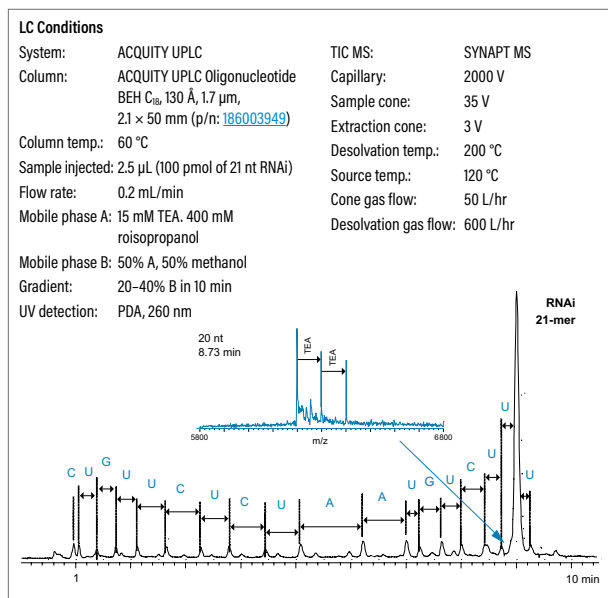 LC Conditions
System: ACQUITY UPLC
Column: ACQUITY UPLC Oligonucleotide
BEH C18, 130 Å, 1.7 µm,
2.1 × 50 mm (p/n: 186003949)
Column temp.: 60 °C
Sample injected: 2.5 µL (100 pmol of 21 nt RNAi)
Flow rate: 0.2 mL/min
Mobile phase A: 15 mM TEA. 400 mM
roisopropanol
Mobile phase B: 50% A, 50% methanol
Gradient: 20–40% B in 10 min
UV detection: PDA, 260 nm
TIC MS: SYNAPT MS
Capillary: 2000 V
Sample cone: 35 V
Extraction cone: 3 V
Desolvation temp.: 200 °C
Source temp.: 120 °C
Cone gas flow: 50 L/hr
Desolvation gas flow: 600 L/hr
RNAi
21-mer
20 nt
8.73 min
TEA
TEA
5800 m/z 6800
C U G U U C U C U A A U G U C U U U
1 10 min